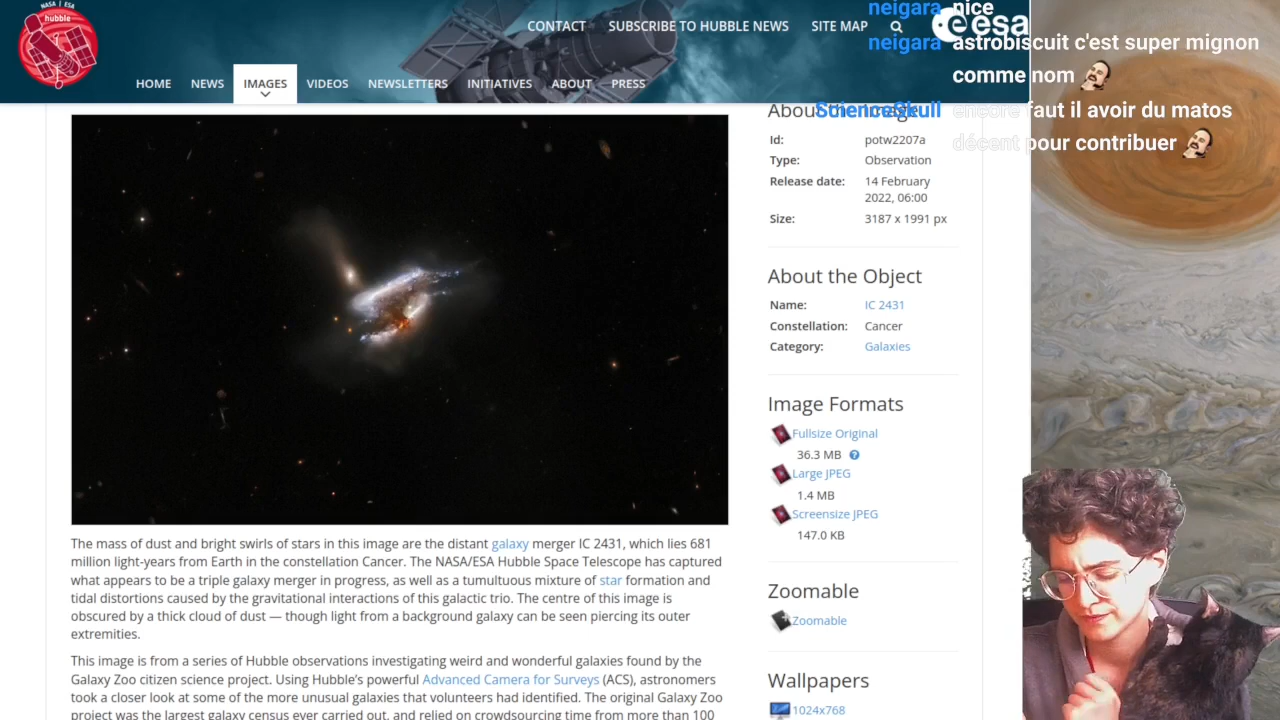 NASA | ESA
hubble
CONTACT SUBSCRIBE TO HUBBLE NEWS SITE MAP
esa
HOME NEWS IMAGES VIDEOS NEWSLETTERS INITIATIVES ABOUT PRESS
neigara nice
neigara astrobiscuit c'est super mignon
comme nom
ScienceSkull encore faut il avoir du matos
décent pour contribuer
About the Image
Id: potw2207a
Type: Observation
Release date: 14 February
2022, 06:00
Size: 3187 x 1991 px
About the Object
Name: IC 2431
Constellation: Cancer
Category: Galaxies
Image Formats
Fullsize Original
36.3 MB
Large JPEG
1.4 MB
Screensize JPEG
147.0 KB
Zoomable
Zoomable
Wallpapers
1024x768
The mass of dust and bright swirls of stars in this image are the distant galaxy merger IC 2431, which lies 681
million light-years from Earth in the constellation Cancer. The NASA/ESA Hubble Space Telescope has captured
what appears to be a triple galaxy merger in progress, as well as a tumultuous mixture of star formation and
tidal distortions caused by the gravitational interactions of this galactic trio. The centre of this image is
obscured by a thick cloud of dust — though light from a background galaxy can be seen piercing its outer
extremities.
This image is from a series of Hubble observations investigating weird and wonderful galaxies found by the
Galaxy Zoo citizen science project. Using Hubble's powerful Advanced Camera for Surveys (ACS), astronomers
took a closer look at some of the more unusual galaxies that volunteers had identified. The original Galaxy Zoo
project was the largest galaxy census ever carried out, and relied on crowdsourcing time from more than 100